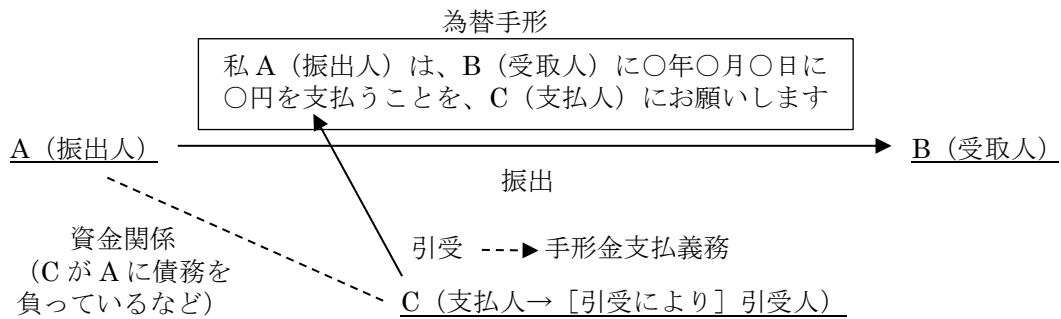 為替手形
私 A（振出人）は、B（受取人）に○年○月○日に
○円を支払うことを、C（支払人）にお願いします
A（振出人）
B（受取人）
振出
資金関係
（C が A に債務を
負っているなど）
引受
手形金支払義務
C（支払人→［引受により］引受人）